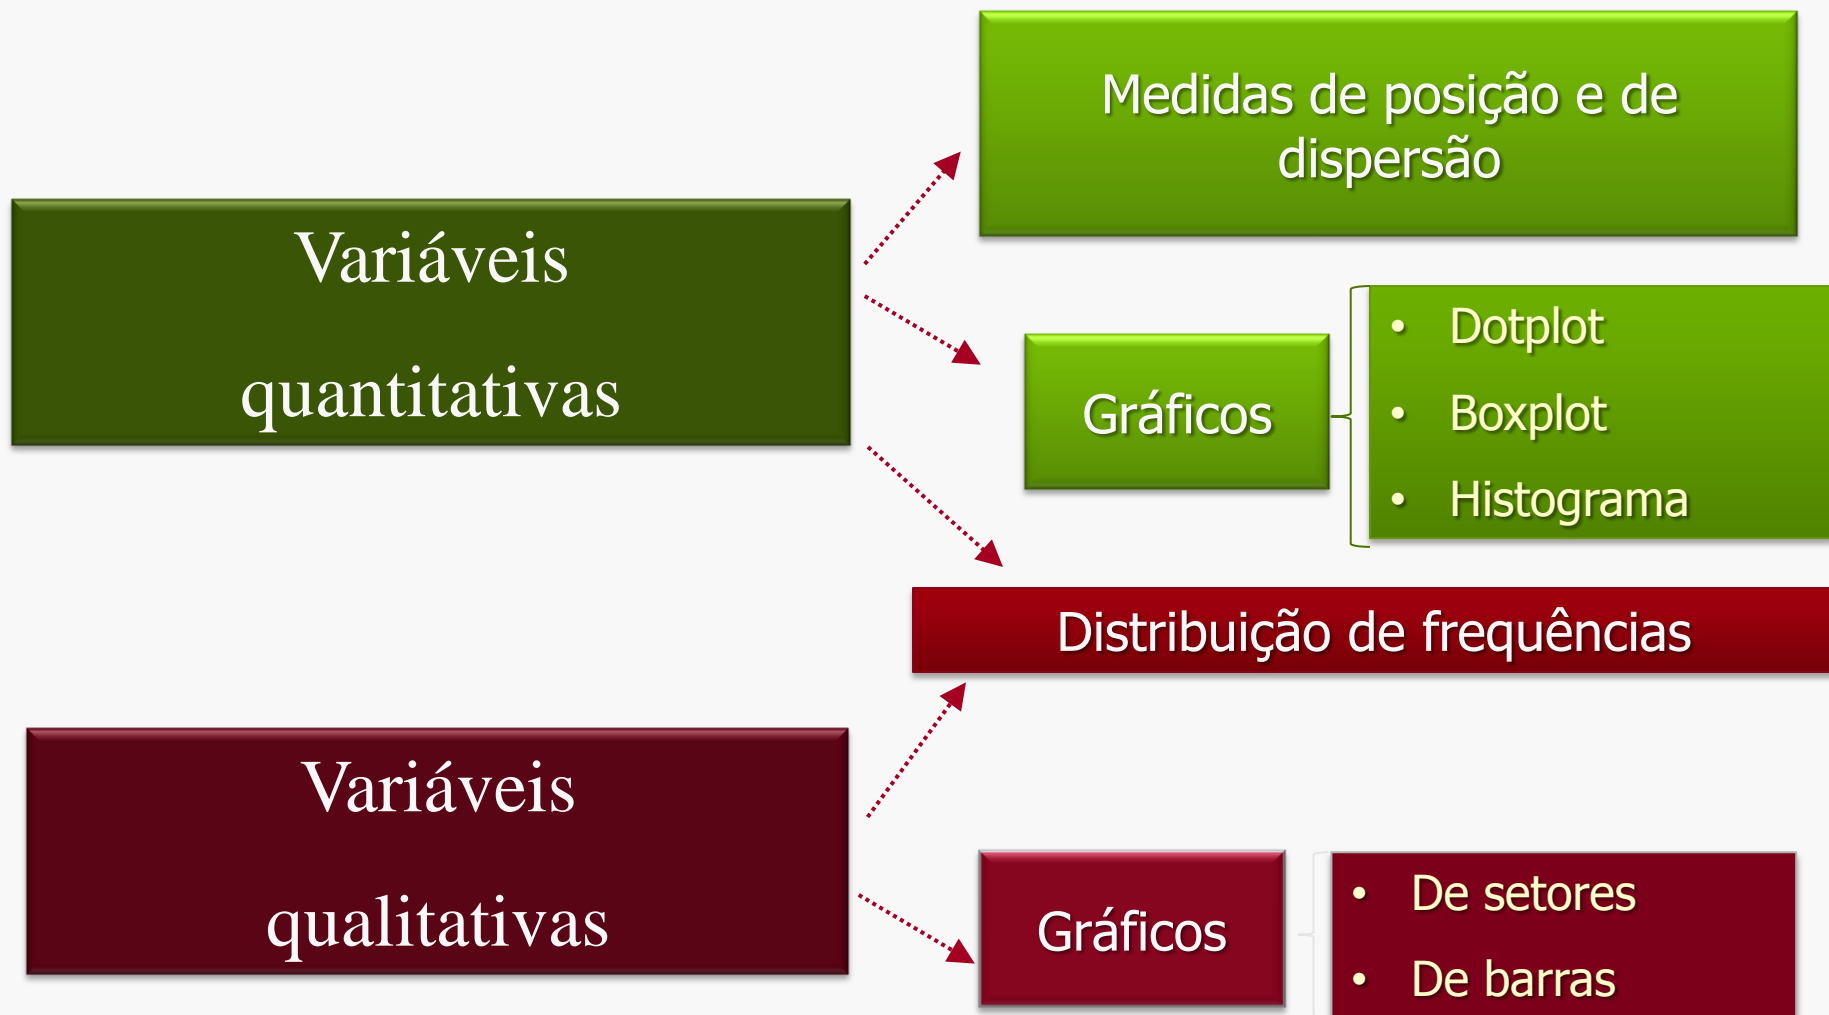 Medidas de posição e de
dispersão
Variáveis
quantitativas
Gráficos
• Dotplot
• Boxplot
• Histograma
Distribuição de frequências
Variáveis
qualitativas
Gráficos
• De setores
• De barras